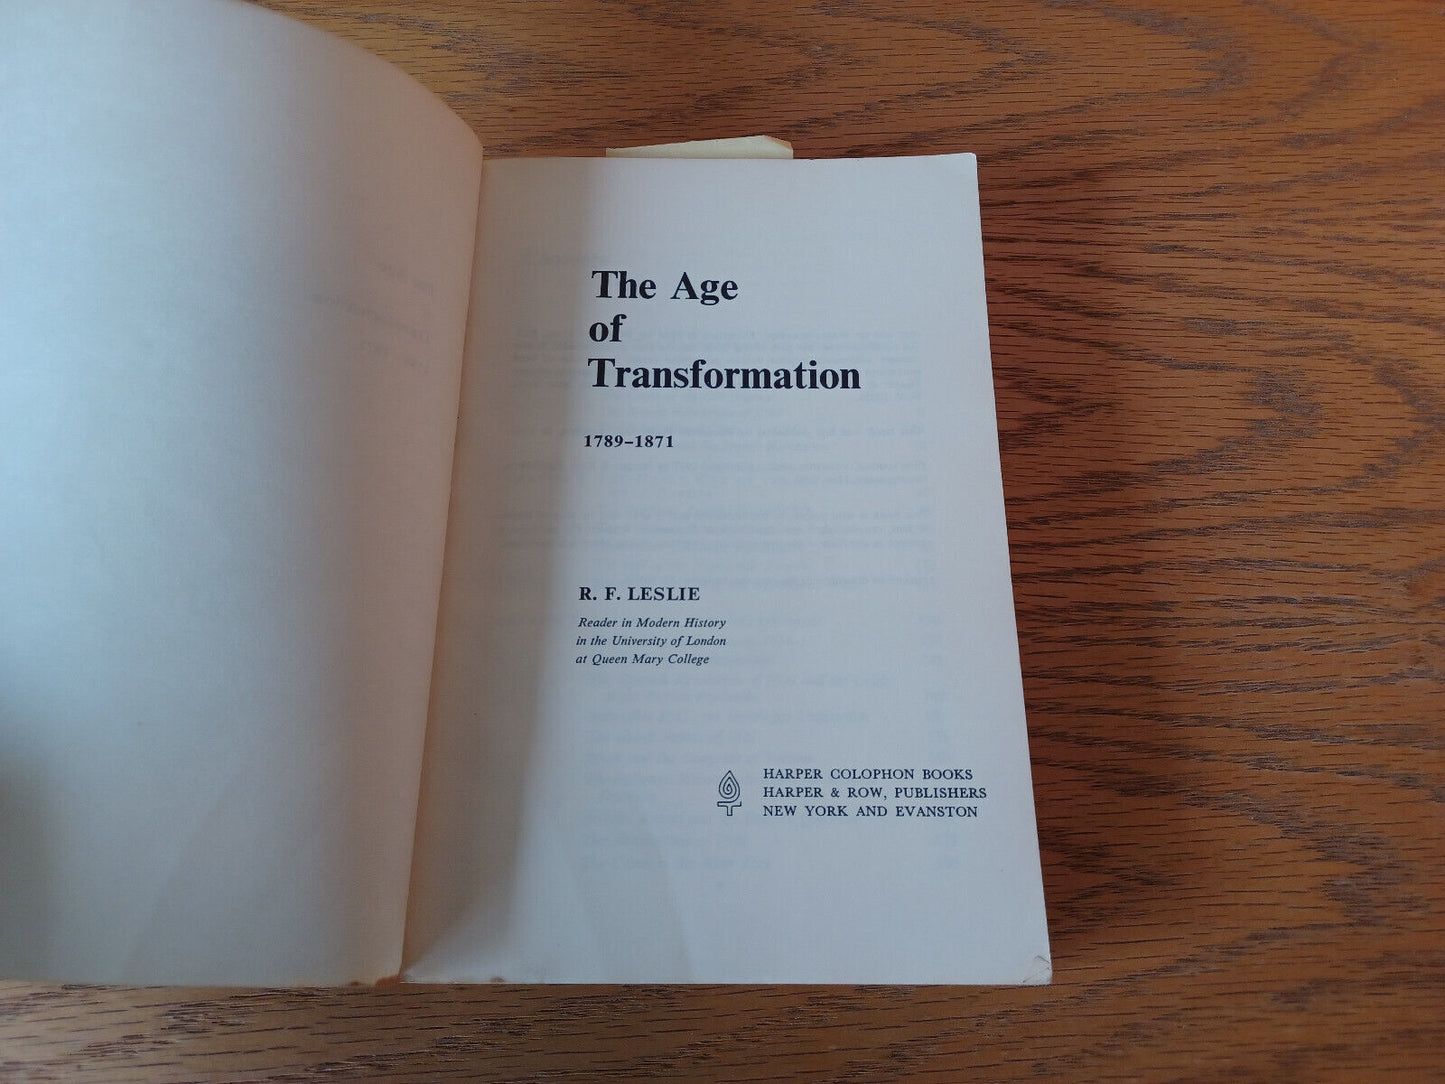 The Age
of
Transformation
1789–1871
R. F. LESLIE
Reader in Modern History
in the University of London
at Queen Mary College
HARPER COLOPHON BOOKS
HARPER & ROW, PUBLISHERS
NEW YORK AND EVANSTON